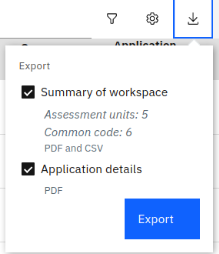 Application
Export
Summary of workspace
Assessment units: 5
Common code: 6
PDF and CSV
Application details
PDF
Export